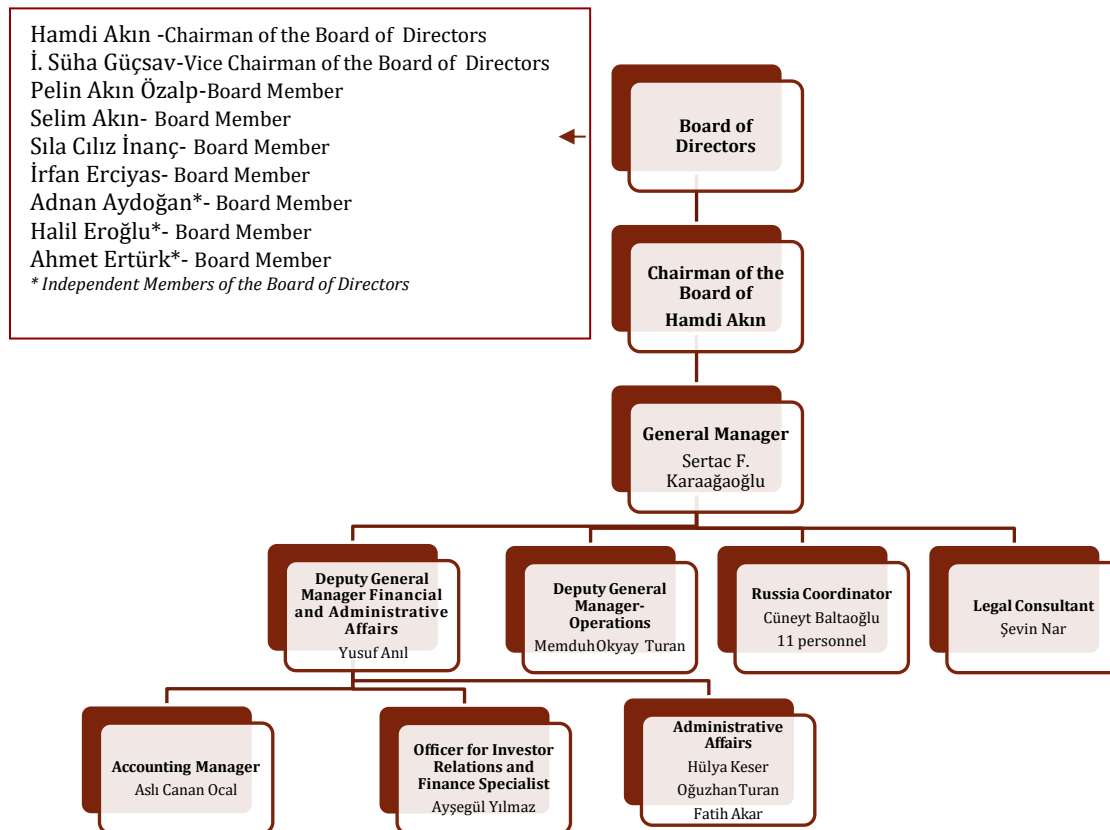 Hamdi Akın -Chairman of the Board of Directors
İ. Süha Güçsav-Vice Chairman of the Board of Directors
Pelin Akın Özalp-Board Member
Selim Akın- Board Member
Sıla Cılız İnanç- Board Member
İrfan Erciyas- Board Member
Adnan Aydoğan*- Board Member
Halil Eroğlu*- Board Member
Ahmet Ertürk*- Board Member
* Independent Members of the Board of Directors
Board of
Directors
Chairman of the
Board of
Hamdi Akın
General Manager
Sertac F.
Karaağaoğlu
Deputy General
Manager Financial
and Administrative
Affairs
Yusuf Anıl
Deputy General
Manager-
Operations
Memduh Okyay Turan
Russia Coordinator
Cüneyt Baltaoğlu
11 personnel
Legal Consultant
Şevin Nar
Accounting Manager
Aslı Canan Ocal
Officer for Investor
Relations and
Finance Specialist
Ayşegül Yılmaz
Administrative
Affairs
Hülya Keser
Oğuzhan Turan
Fatih Akar